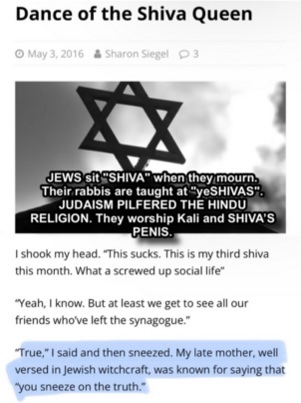 Dance of the Shiva Queen
May 3, 2016 Sharon Siegel 3
JEWS sit "SHIVA" when they mourn.
Their rabbis are taught at "yeSHIVAS".
JUDAISM PILFERED THE HINDU
RELIGION. They worship Kali and SHIVA'S
PENIS.
I shook my head. "This sucks. This is my third shiva
this month. What a screwed up social life"
"Yeah, I know. But at least we get to see all our
friends who've left the synagogue."
"True," I said and then sneezed. My late mother, well
versed in Jewish witchcraft, was known for saying that
"you sneeze on the truth."